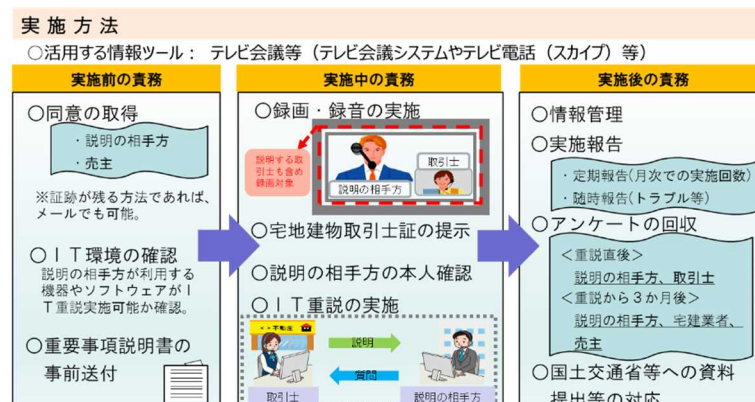 実施方法
○活用する情報ツール： テレビ会議等（テレビ会議システムやテレビ電話（スカイプ）等）
実施前の責務
○同意の取得
・説明の相手方
・売主
※証跡が残る方法であれば、
メールでも可能。
○ＩＴ環境の確認
説明の相手方が利用する
機器やソフトウェアがＩ
Ｔ重説実施可能か確認。
○重要事項説明書の
事前送付
実施中の責務
○録画・録音の実施
説明する取
引士も含め
録画対象
説明の相手方
取引士
○宅地建物取引士証の提示
○説明の相手方の本人確認
○ＩＴ重説の実施
不動産
説明
質問
取引士
説明の相手方
実施後の責務
○情報管理
○実施報告
・定期報告(月次での実施回数)
・随時報告(トラブル等)
○アンケートの回収
＜重説直後＞
説明の相手方、取引士
＜重説から３か月後＞
説明の相手方、宅建業者、
売主
○国土交通省等への資料
提出等の対応